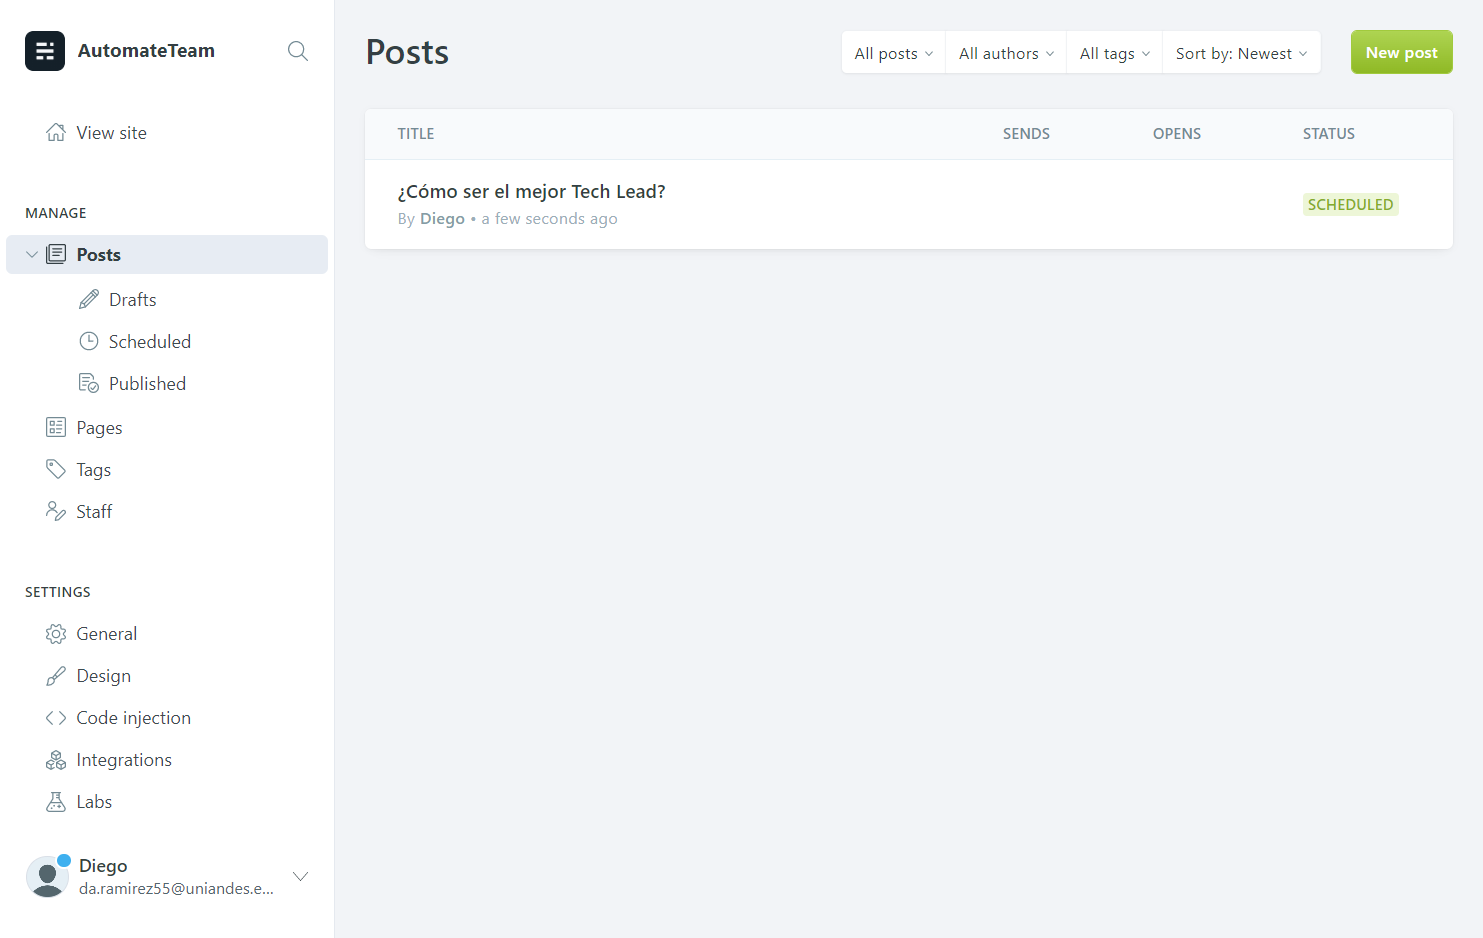 AutomateTeam
View site
MANAGE
Posts
Drafts
Scheduled
Published
Pages
Tags
Staff
SETTINGS
General
Design
Code injection
Integrations
Labs
Diego
da.ramirez55@uniandes.e...
Posts
All posts
All authors
All tags
Sort by: Newest
New post
TITLE SENDS OPENS STATUS
¿Cómo ser el mejor Tech Lead?
By Diego • a few seconds ago
SCHEDULED